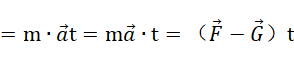 = m · a⃗t = ma⃗ · t = （F⃗ − G⃗）t